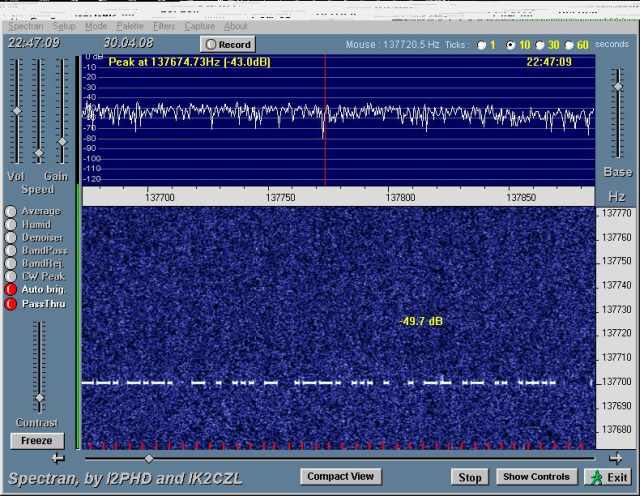 Spectran Setup Mode Palette Filters Capture About
22:47:09 30.04.08 Record Mouse : 137720.5 Hz Ticks : 1 10 30 60 seconds
0 dB
Peak at 137674.73Hz (-43.0dB) 22:47:09
-10
-20
-30
-40
-50
-60
-70
-80
-90
-100
-110
-120
Vol Gain
Speed
Base
137700 137750 137800 137850 Hz
Average
Humid
Denoiser
BandPass
BandRej.
CW Peak
Auto brig.
PassThru
137770
137760
137750
137740
137730
-49.7 dB
137720
137710
137700
137690
137680
Contrast
Freeze
Spectran, by I2PHD and IK2CZL Compact View Stop Show Controls Exit